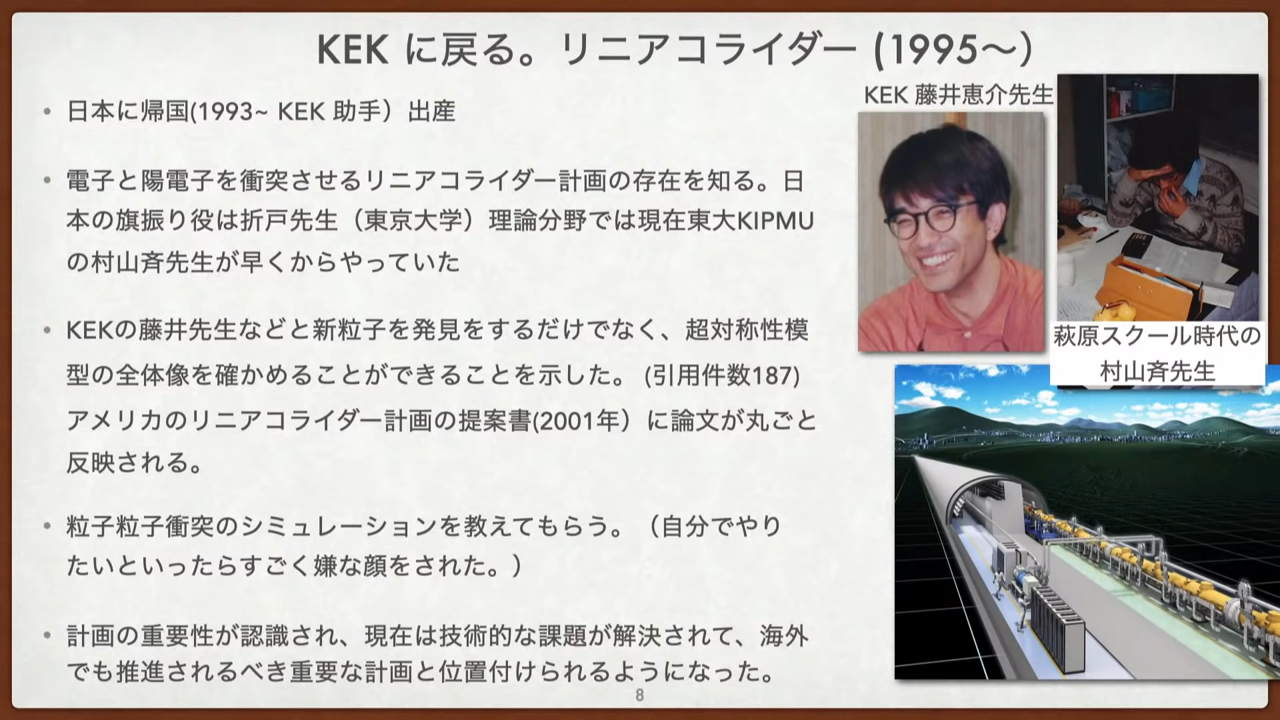 KEK に戻る。リニアコライダー (1995〜）
KEK 藤井恵介先生
• 日本に帰国(1993~ KEK 助手）出産
• 電子と陽電子を衝突させるリニアコライダー計画の存在を知る。日
本の旗振り役は折戸先生（東京大学）理論分野では現在東大KIPMU
の村山斉先生が早くからやっていた
• KEKの藤井先生などと新粒子を発見をするだけでなく、超対称性模
型の全体像を確かめることができることを示した。 (引用件数187)
アメリカのリニアコライダー計画の提案書(2001年）に論文が丸ごと
反映される。
萩原スクール時代の
村山斉先生
• 粒子粒子衝突のシミュレーションを教えてもらう。（自分でやり
たいといったらすごく嫌な顔をされた。）
• 計画の重要性が認識され、現在は技術的な課題が解決されて、海外
でも推進されるべき重要な計画と位置付けられるようになった。
8